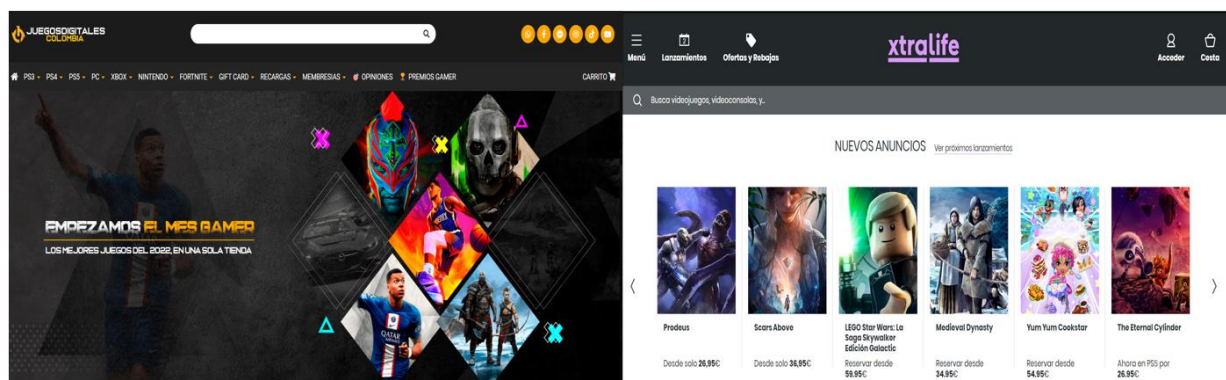 JUEGOSDIGITALES
COLOMBIA
PS3 PS4 PS5 PC XBOX NINTENDO FORTNITE GIFT CARD RECARGAS MEMBRESIAS OPINIONES PREMIOS GAMER CARRITO
EMPEZAMOS EL MES GAMER
LOS MEJORES JUEGOS DEL 2022, EN UNA SOLA TIENDA
QATAR
AIRWAYS
Menú Lanzamientos Ofertas y Rebajas xtralife Acceder Cesta
Busca videojuegos, videoconsolas, y...
NUEVOS ANUNCIOS Ver próximos lanzamientos
Prodeus
Desde solo 26,95€
Scars Above
Desde solo 36,95€
LEGO Star Wars: La
Saga Skywalker
Edición Galactic
Reservar desde
59.95€
Medieval Dynasty
Reservar desde
34.95€
Yum Yum Cookstar
Reservar desde
54.95€
The Eternal Cylinder
Ahora en PS5 por
26.95€